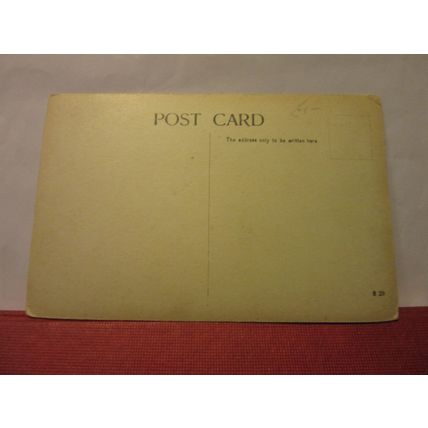 POST CARD
The address only to be written here